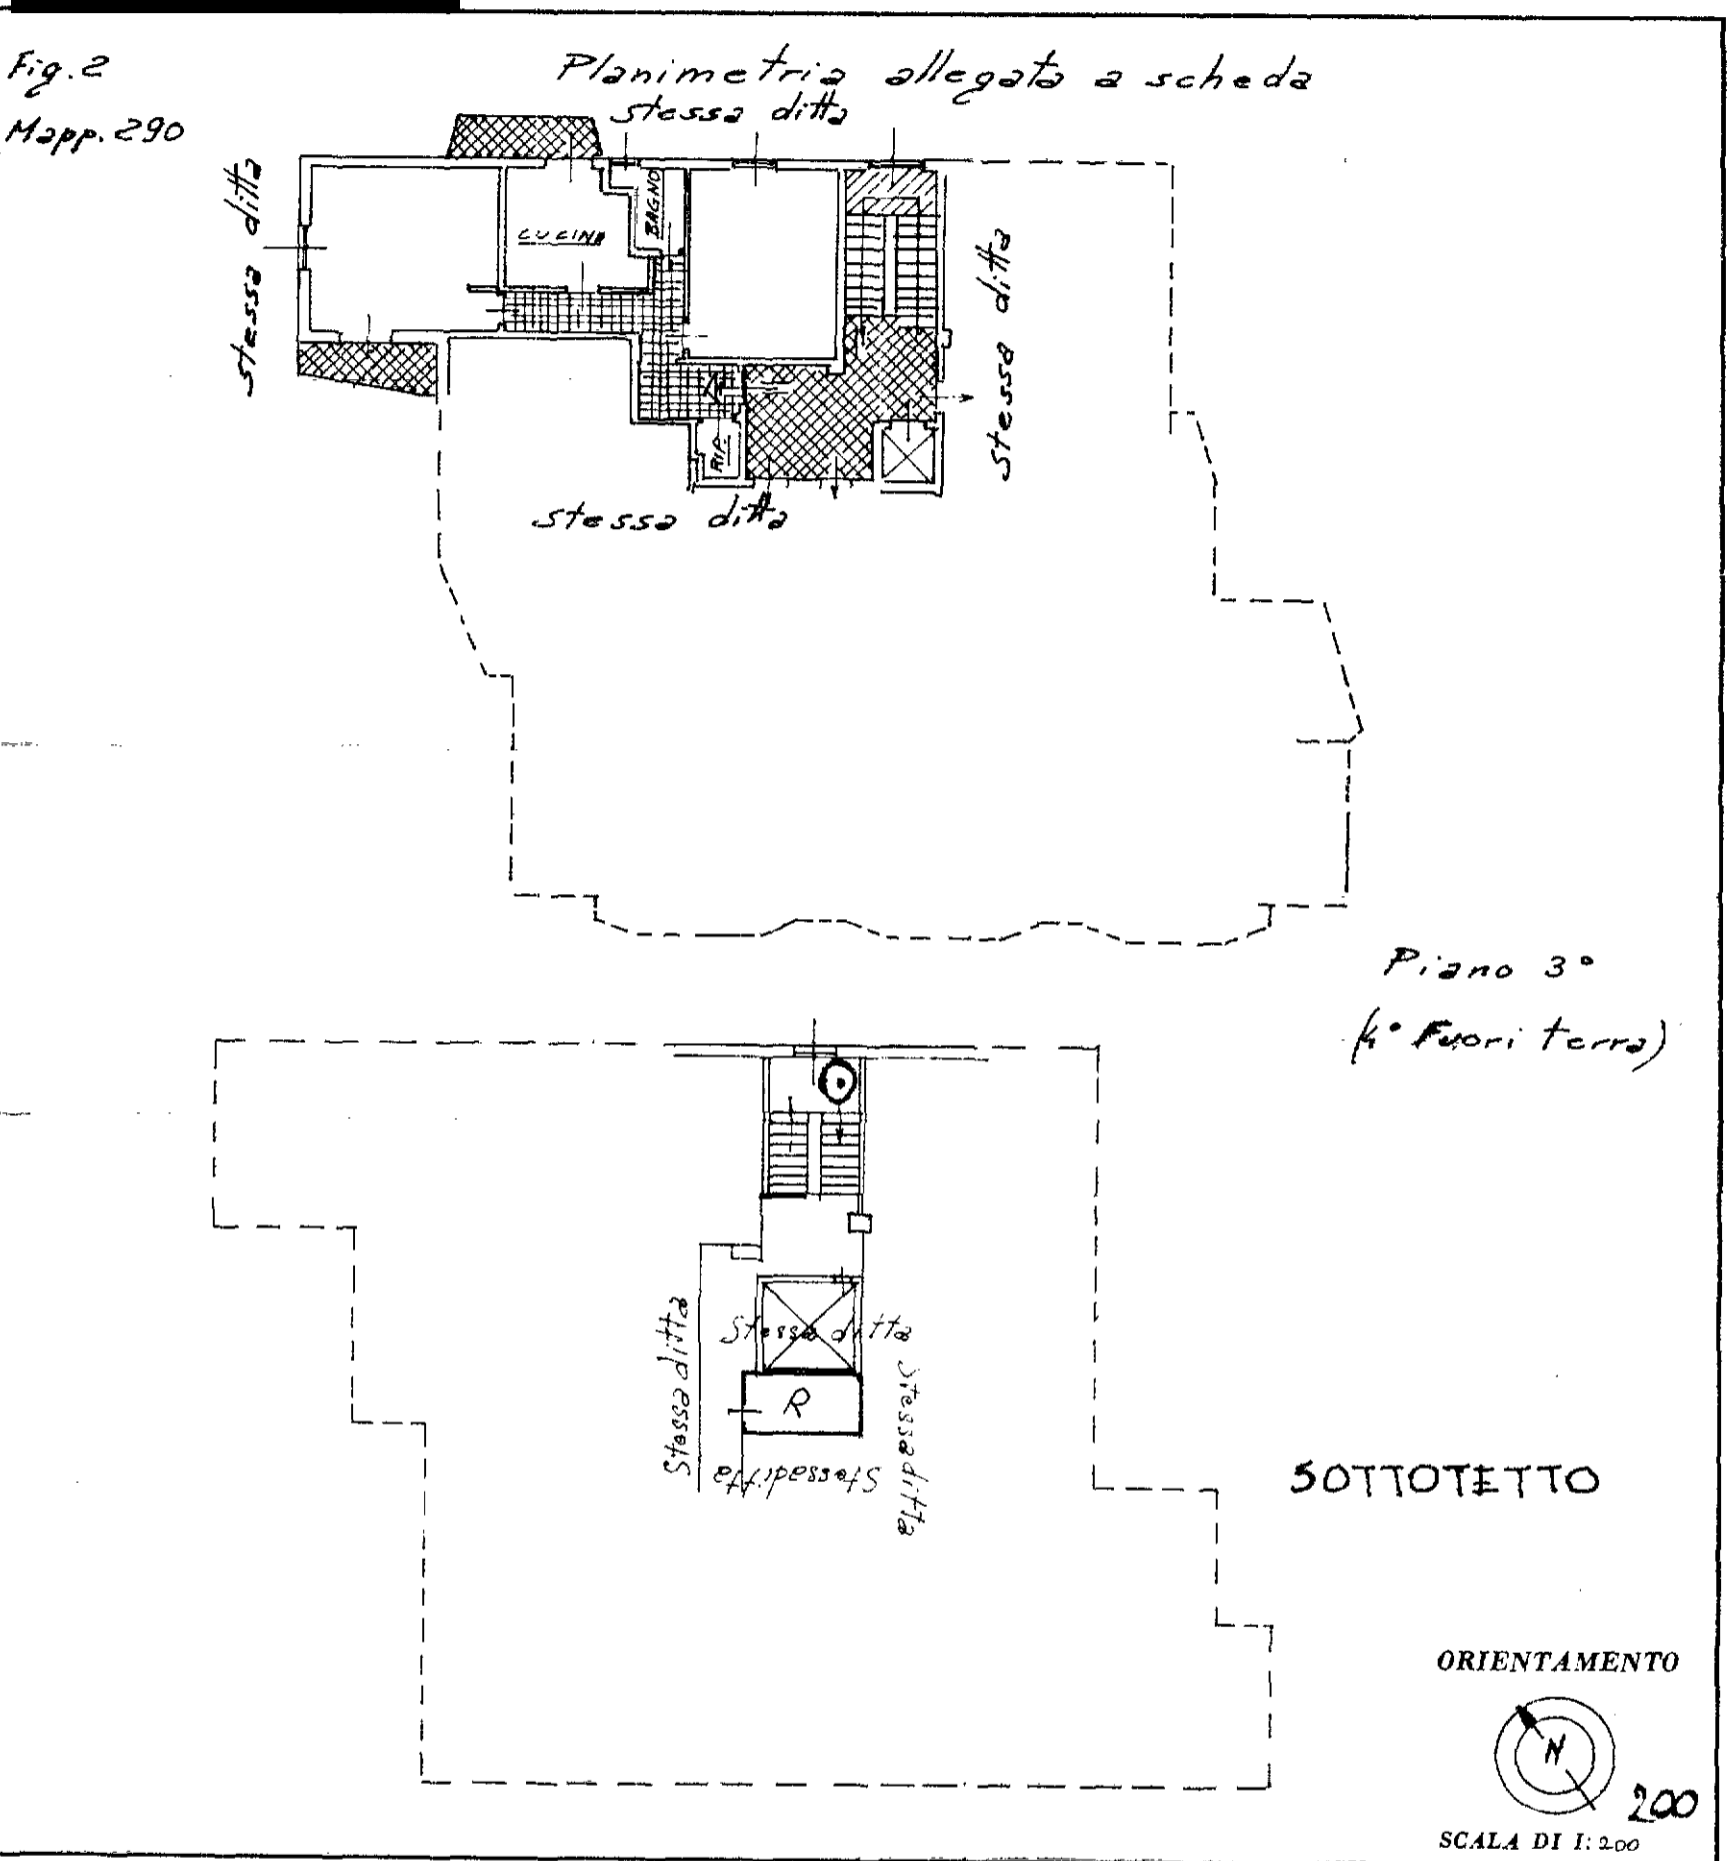 Fig. 2
Planimetria allegata a scheda
Mapp. 290
stessa ditta
stessa ditta
CUCINA
BAGNO
stessa ditta
RIP.
stessa ditta
Piano 3°
(4° Fuori terra)
Stessa ditta
Stessa ditta
Stessa ditta
R
Stessa ditta
SOTTOTETTO
ORIENTAMENTO
N
200
SCALA DI 1:200